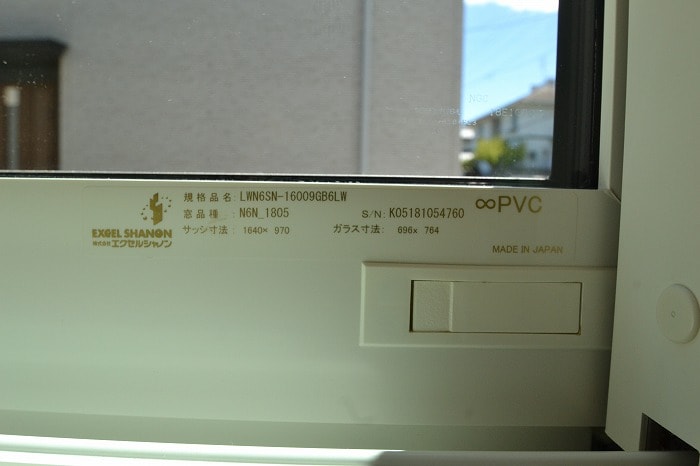 規格品名: LWN6SN-16009GB6LW
窓品種 : N6N_1805 S/N: K05181054760
サッシ寸法 : 1640× 970 ガラス寸法: 696× 764
EXCEL SHANON
株式会社 エクセルシャノン
∞PVC
MADE IN JAPAN